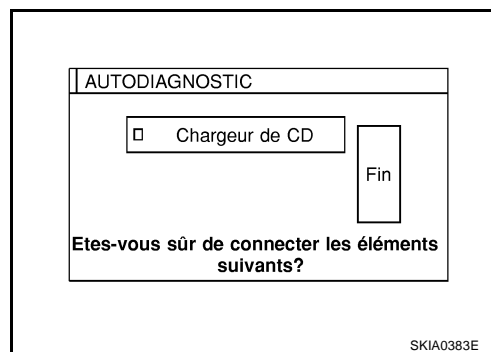 AUTODIAGNOSTIC
Chargeur de CD
Fin
Etes-vous sûr de connecter les éléments
suivants?
SKIA0383E